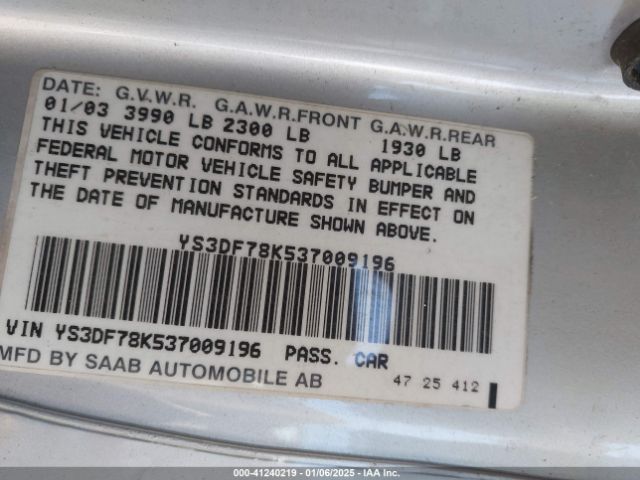 DATE: G.V.W.R. G.A.W.R.FRONT G.A.W.R.REAR
01/03 3990 LB 2300 LB 1930 LB
THIS VEHICLE CONFORMS TO ALL APPLICABLE
FEDERAL MOTOR VEHICLE SAFETY BUMPER AND
THEFT PREVENTION STANDARDS IN EFFECT ON
THE DATE OF MANUFACTURE SHOWN ABOVE.
YS3DF78K537009196
VIN YS3DF78K537009196 PASS. CAR
MFD BY SAAB AUTOMOBILE AB 47 25 412
000-41240219 - 01/06/2025 - IAA Inc.